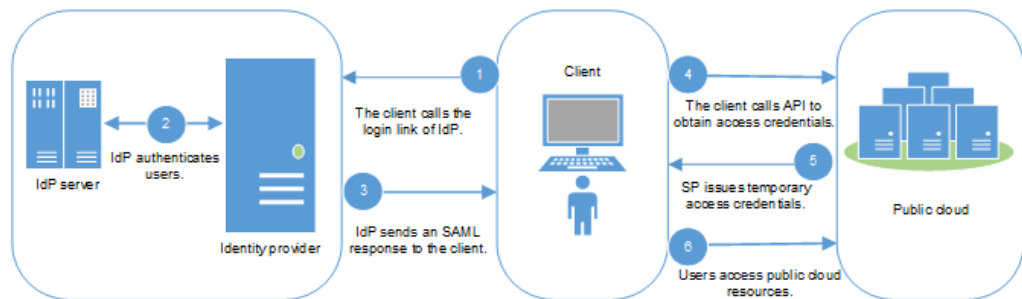 1
The client calls the
login link of IdP.
2
IdP authenticates
users.
IdP server
Identity provider
3
IdP sends an SAML
response to the client.
Client
4
The client calls API to
obtain access credentials.
5
SP issues temporary
access credentials.
6
Users access public cloud
resources.
Public cloud